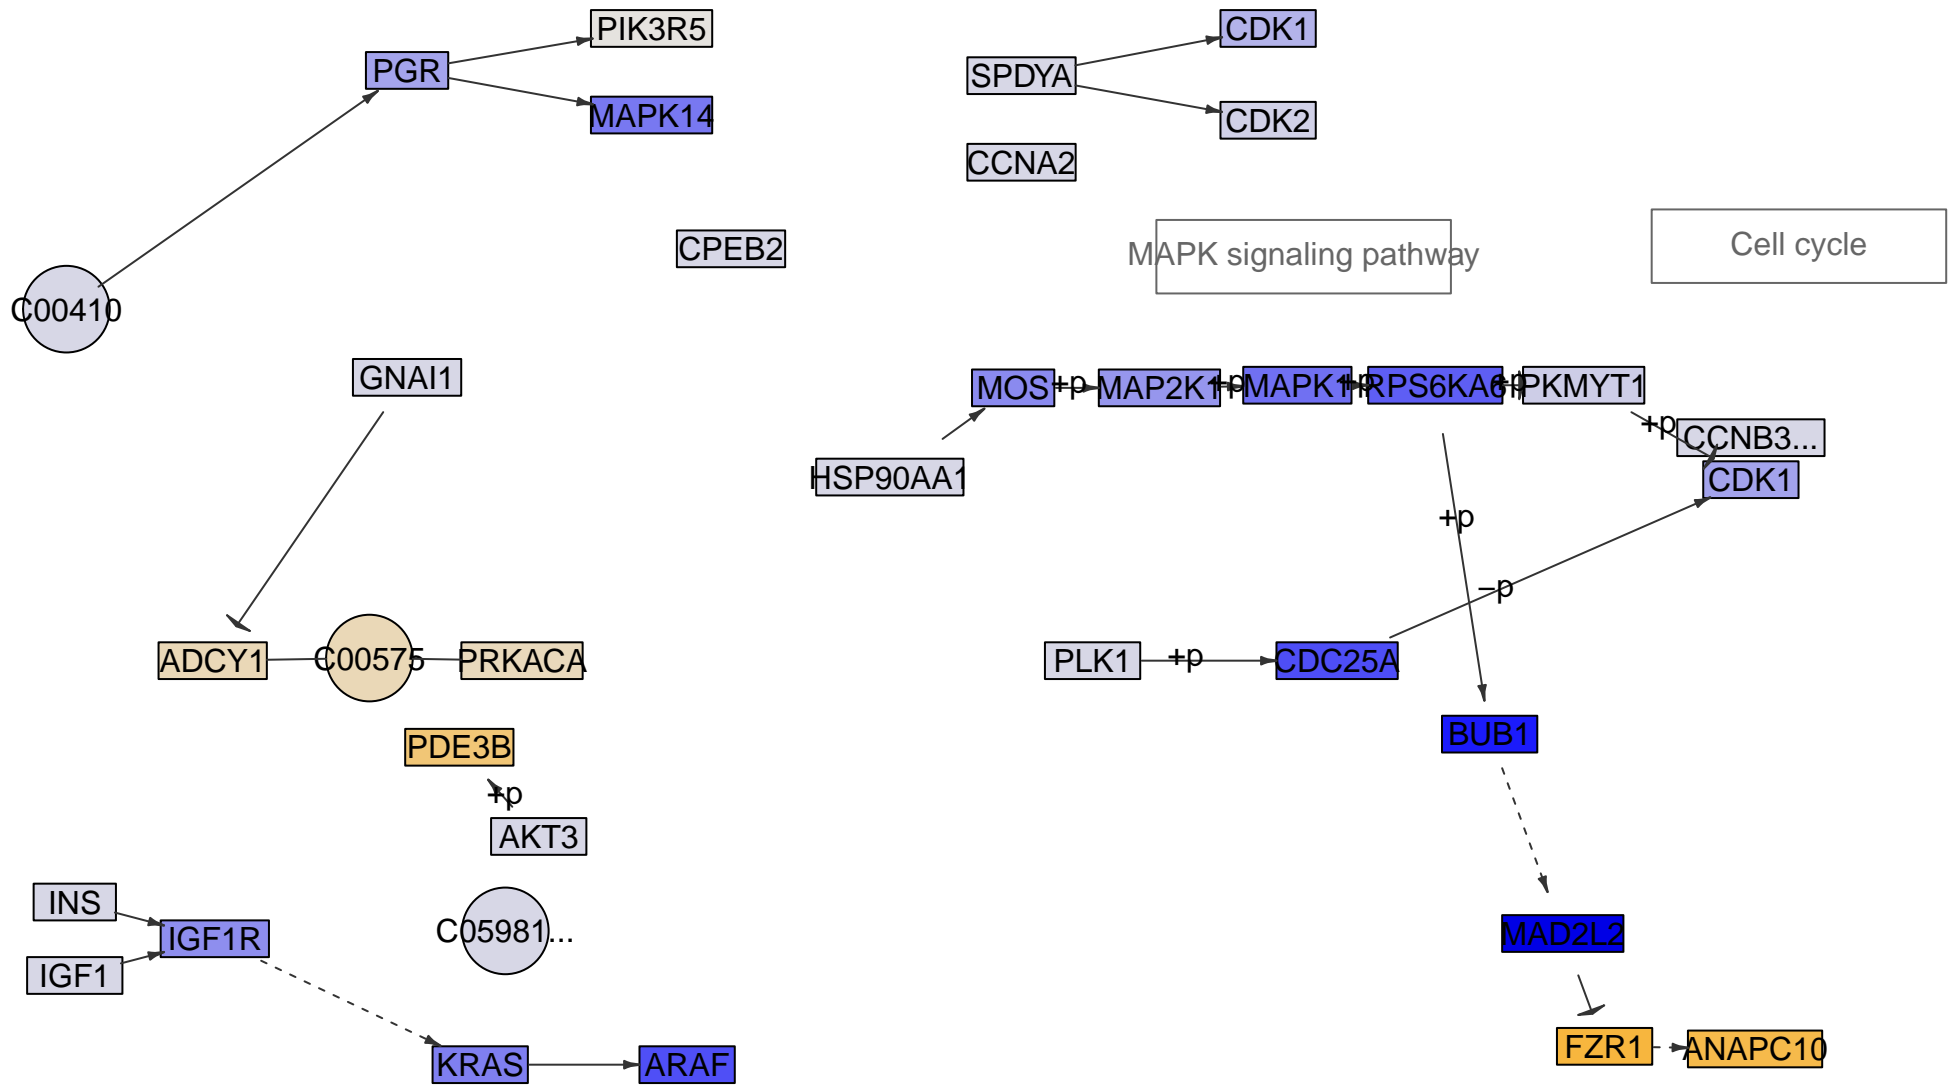 PIK3R5
CDK1
PGR
SPDYA
MAPK14
CDK2
CCNA2
CPEB2
MAPK signaling pathway
Cell cycle
C00410
GNAI1
MOS
+p
MAP2K1
+p
MAPK1
+p
RPS6KA6
+p
PKMYT1
+p
CCNB3...
HSP90AA1
CDK1
+p
−p
ADCY1
C00575
PRKACA
PLK1
+p
CDC25A
PDE3B
BUB1
+p
AKT3
INS
IGF1R
C05981...
MAD2L2
IGF1
FZR1
ANAPC10
KRAS
ARAF